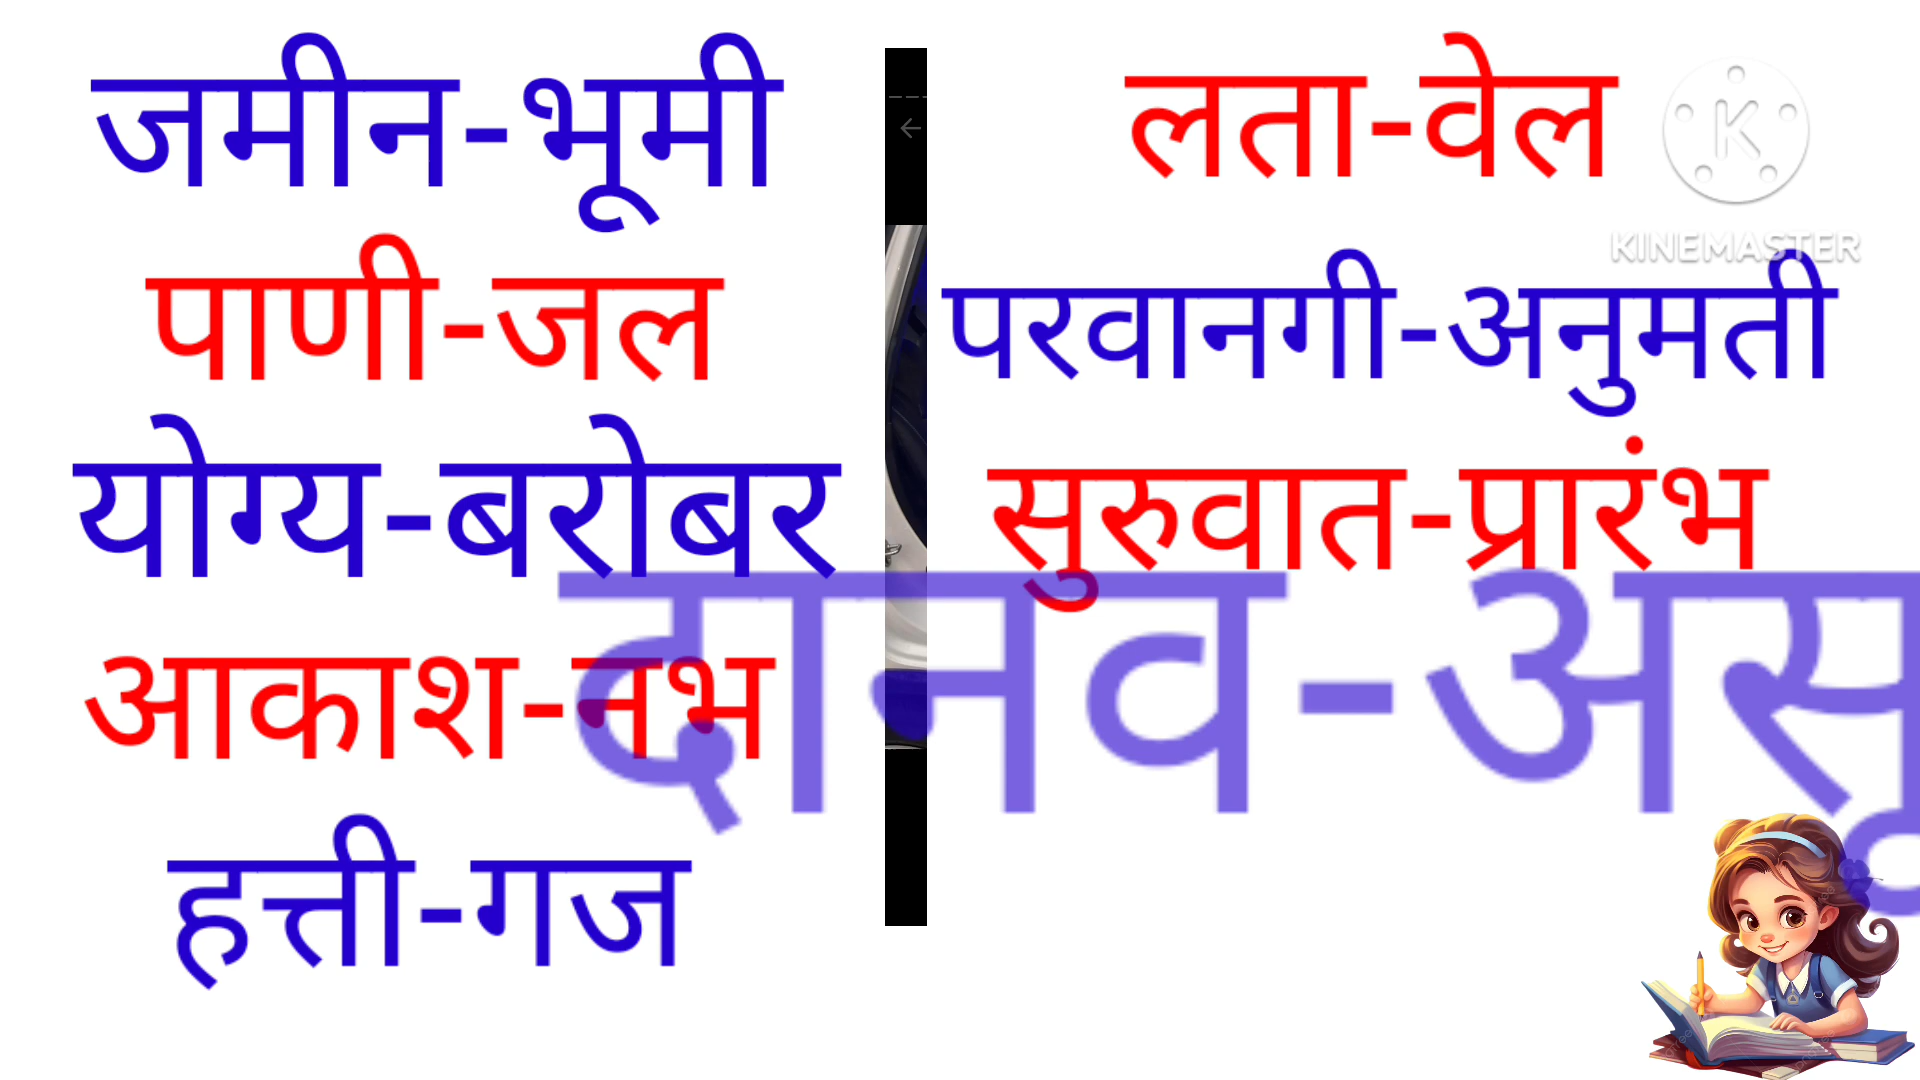 जमीन-भूमी
पाणी-जल
योग्य-बरोबर
आकाश-नभ
हत्ती-गज
लता-वेल
K
KINEMASTER
परवानगी-अनुमती
सुरुवात-प्रारंभ
दानव-असू